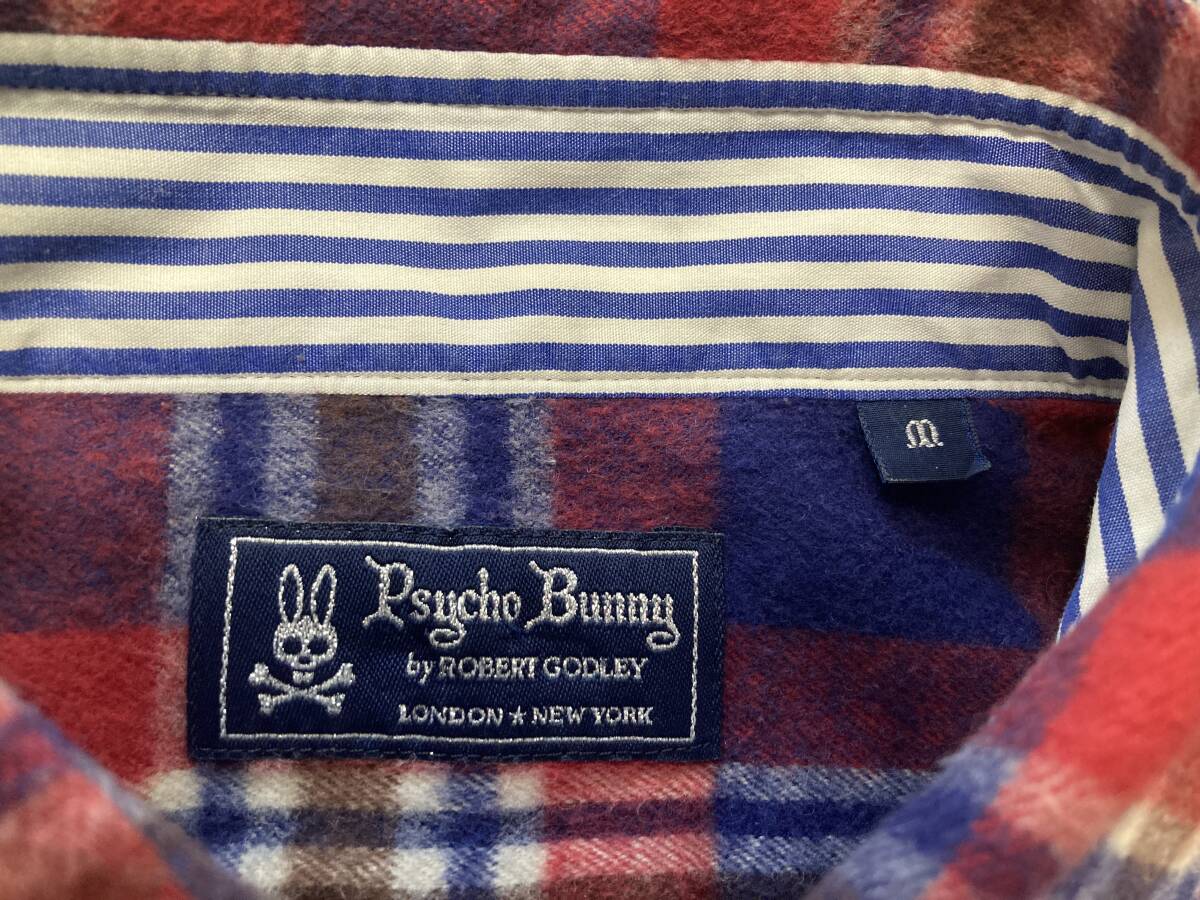 m
Psycho Bunny
by ROBERT GODLEY
LONDON ★ NEW YORK